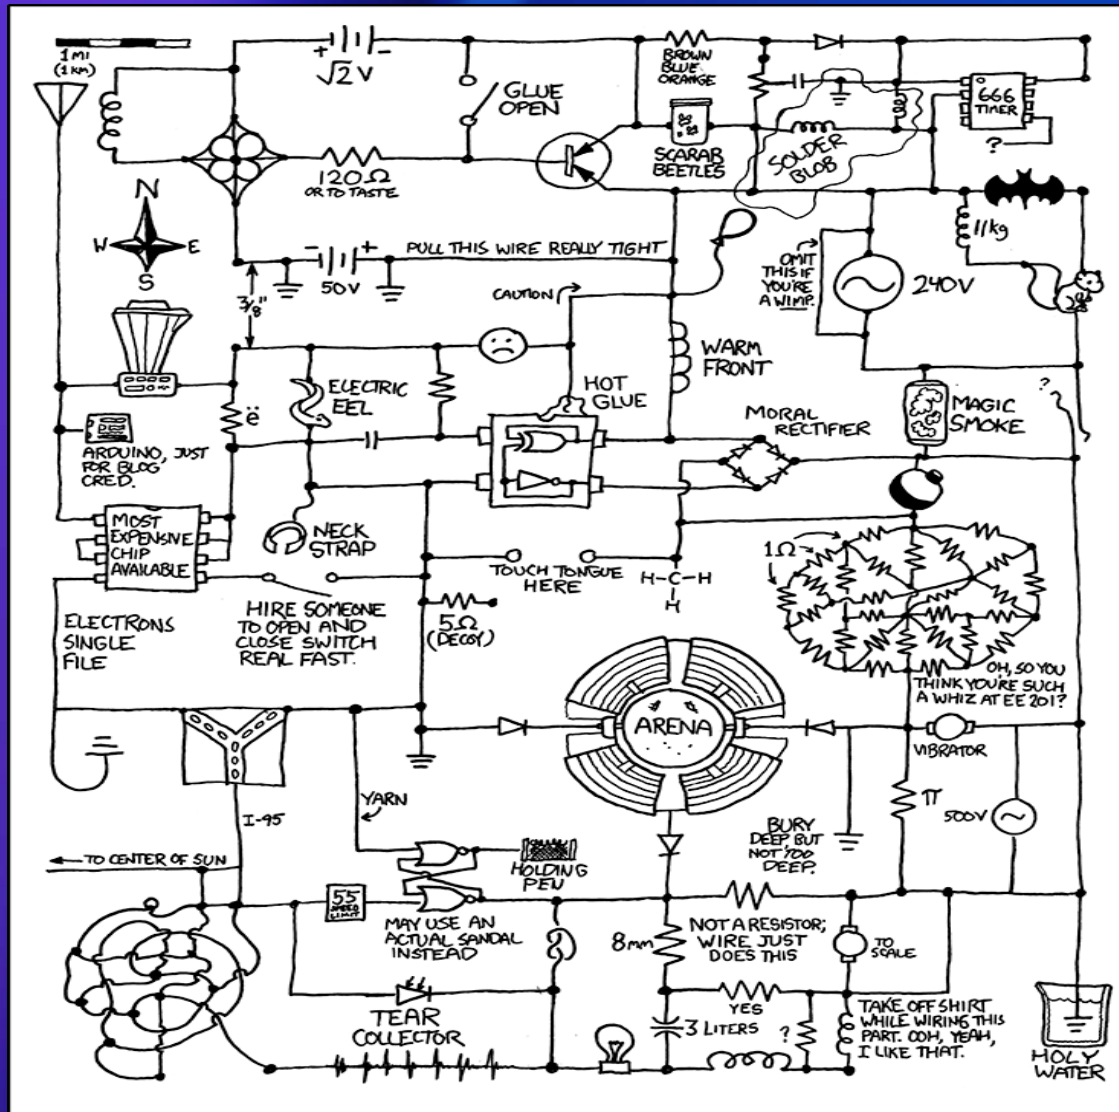 1 MI
(1 KM)
+ -
√2 V
GLUE
OPEN
BROWN
BLUE
ORANGE
666
TIMER
?
SCARAB
BEETLES
SOLDER
BLOB
120Ω
OR TO TASTE
N
W E
S
- +
50V
PULL THIS WIRE REALLY TIGHT
3/8"
CAUTION
OMIT
THIS IF
YOU'RE
A WIMP.
240V
11kg
ELECTRIC
EEL
ë
HOT
GLUE
WARM
FRONT
MORAL
RECTIFIER
MAGIC
SMOKE
?
ARDUINO, JUST
FOR BLOG
CRED.
MOST
EXPENSIVE
CHIP
AVAILABLE
NECK
STRAP
TOUCH TONGUE
HERE
H-C-H
H
1Ω
ELECTRONS
SINGLE
FILE
HIRE SOMEONE
TO OPEN AND
CLOSE SWITCH
REAL FAST.
5Ω
(DECOY)
OH, SO YOU
THINK YOU'RE SUCH
A WHIZ AT EE 201?
ARENA
VIBRATOR
π
500V
I-95
YARN
BURY
DEEP, BUT
NOT TOO
DEEP.
TO CENTER OF SUN
55
SPEED
LIMIT
HOLDING
PEN
MAY USE AN
ACTUAL SANDAL
INSTEAD
8mm
NOT A RESISTOR;
WIRE JUST
DOES THIS
TO
SCALE
TEAR
COLLECTOR
YES
3 LITERS
?
TAKE OFF SHIRT
WHILE WIRING THIS
PART. OOH, YEAH,
I LIKE THAT.
HOLY
WATER